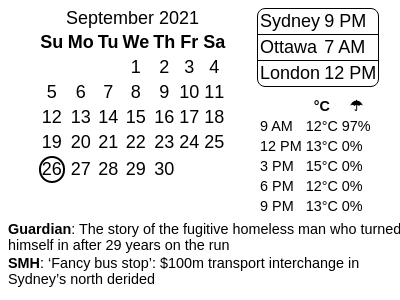 September 2021
Su Mo Tu We Th Fr Sa
1 2 3 4
5 6 7 8 9 10 11
12 13 14 15 16 17 18
19 20 21 22 23 24 25
26 27 28 29 30
Sydney 9 PM
Ottawa 7 AM
London 12 PM
°C ☂
9 AM 12°C 97%
12 PM 13°C 0%
3 PM 15°C 0%
6 PM 12°C 0%
9 PM 13°C 0%
Guardian: The story of the fugitive homeless man who turned
himself in after 29 years on the run
SMH: ‘Fancy bus stop’: $100m transport interchange in
Sydney’s north derided